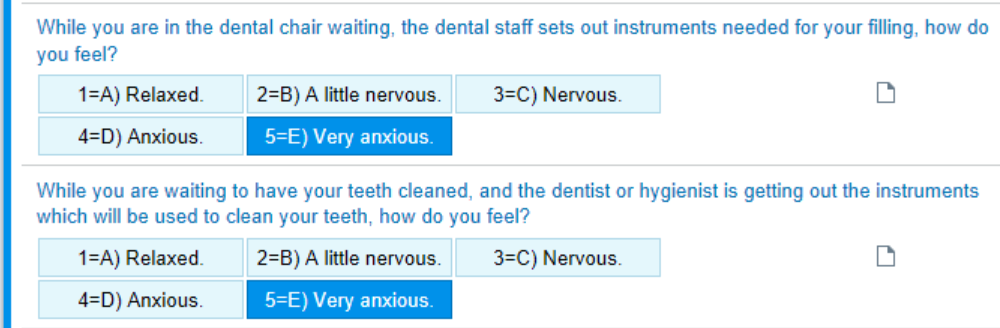 While you are in the dental chair waiting, the dental staff sets out instruments needed for your filling, how do
you feel?
1=A) Relaxed. 2=B) A little nervous. 3=C) Nervous.
4=D) Anxious. 5=E) Very anxious.
While you are waiting to have your teeth cleaned, and the dentist or hygienist is getting out the instruments
which will be used to clean your teeth, how do you feel?
1=A) Relaxed. 2=B) A little nervous. 3=C) Nervous.
4=D) Anxious. 5=E) Very anxious.